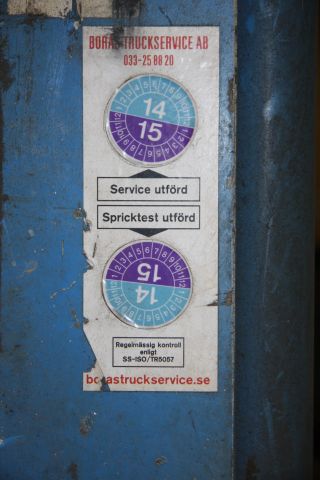 BORÅS TRUCKSERVICE AB
033-25 88 20
14
15
Service utförd
Spricktest utförd
15
14
Regelmässig kontroll
enligt
SS-ISO/TR5057
borastruckservice.se